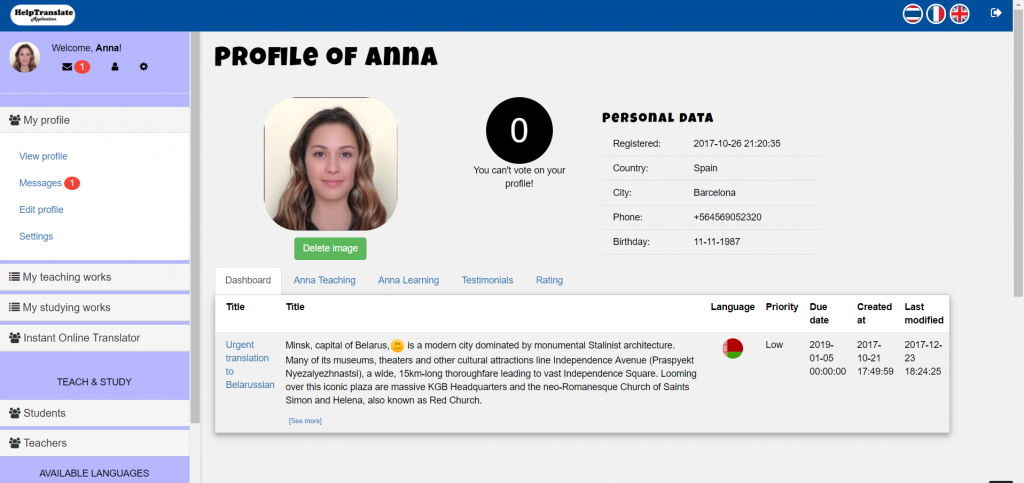 HelpTranslate
Application
Welcome, Anna!
1
My profile
View profile
Messages 1
Edit profile
Settings
My teaching works
My studying works
Instant Online Translator
TEACH & STUDY
Students
Teachers
AVAILABLE LANGUAGES
Profile of Anna
Delete image
0
You can't vote on your
profile!
Personal data
Registered: 2017-10-26 21:20:35
Country: Spain
City: Barcelona
Phone: +564569052320
Birthday: 11-11-1987
Dashboard Anna Teaching Anna Learning Testimonials Rating
Title Title Language Priority Due date Created at Last modified
Urgent
translation
to
Belarussian
Minsk, capital of Belarus, is a modern city dominated by monumental Stalinist architecture.
Many of its museums, theaters and other cultural attractions line Independence Avenue (Praspyekt
Nyezalyezhnastsi), a wide, 15km-long thoroughfare leading to vast Independence Square. Looming
over this iconic plaza are massive KGB Headquarters and the neo-Romanesque Church of Saints
Simon and Helena, also known as Red Church.
[See more]
Low
2019-
01-05
00:00:00
2017-
10-21
17:49:59
2017-12-
23
18:24:25